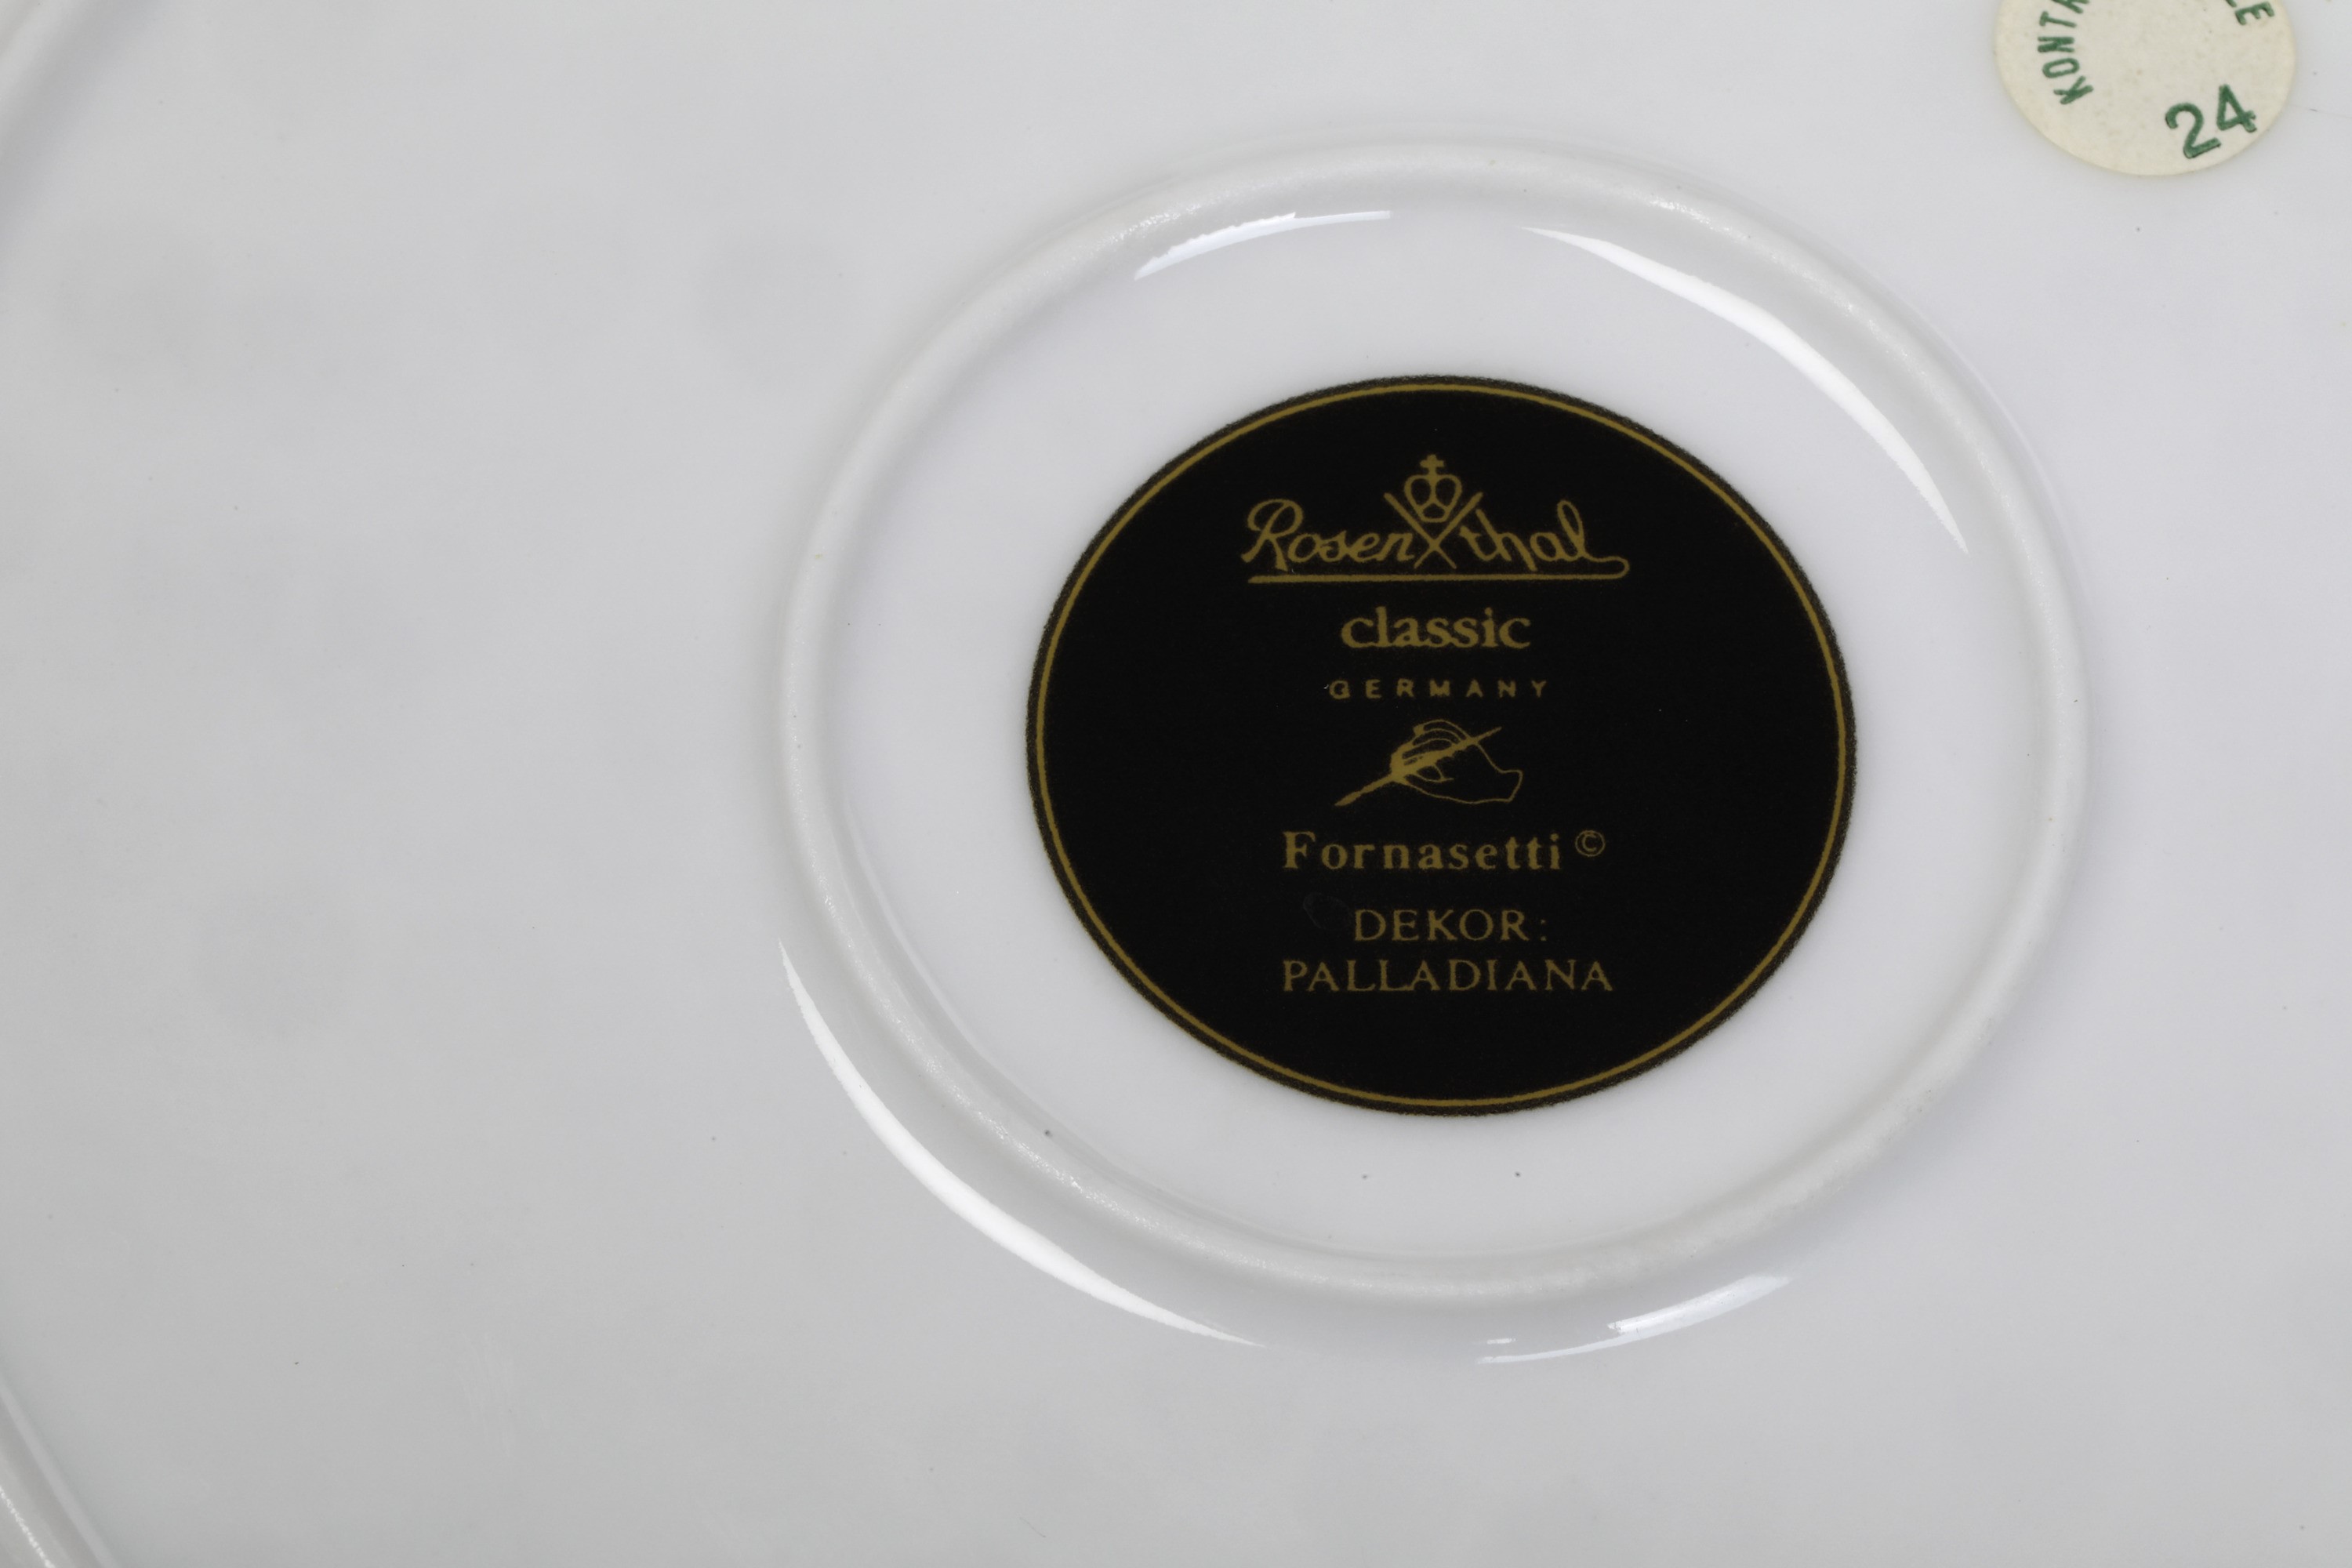 24
Rosenthal
classic
GERMANY
Fornasetti ©
DEKOR:
PALLADIANA